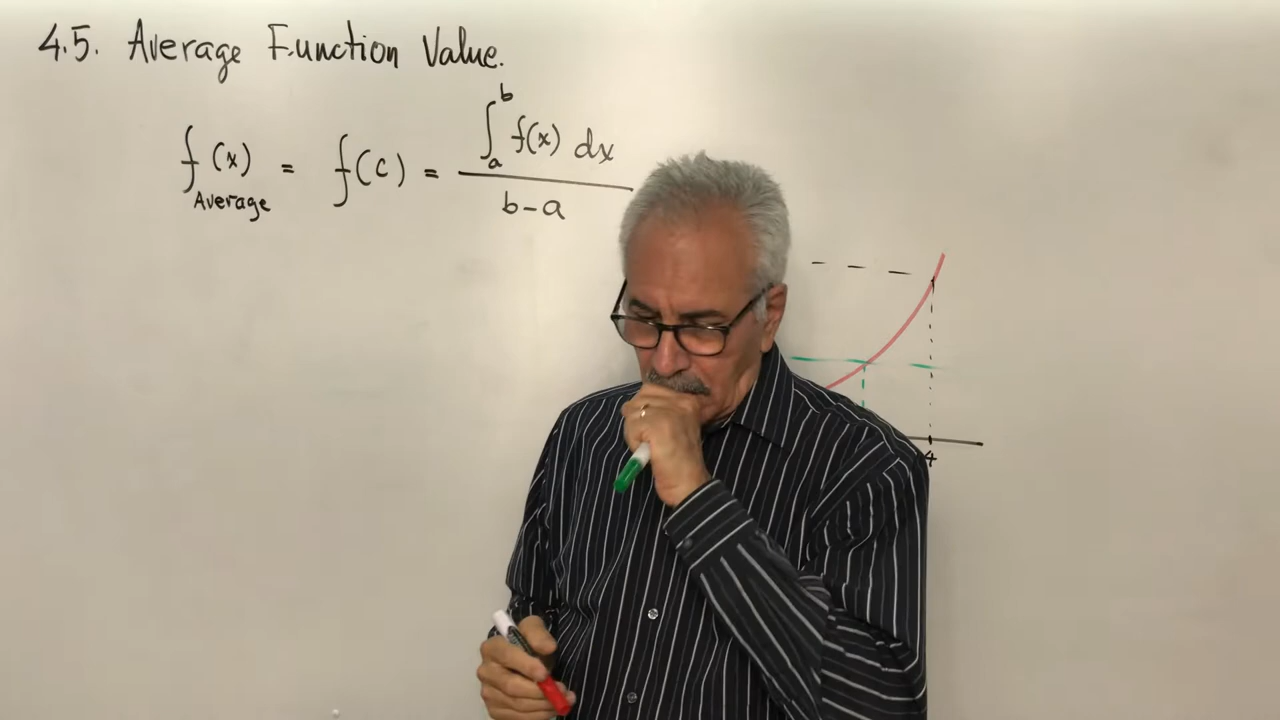 4.5. Average Function Value.
f(x) Average = f(c) = ∫_a^b f(x) dx / b-a
4